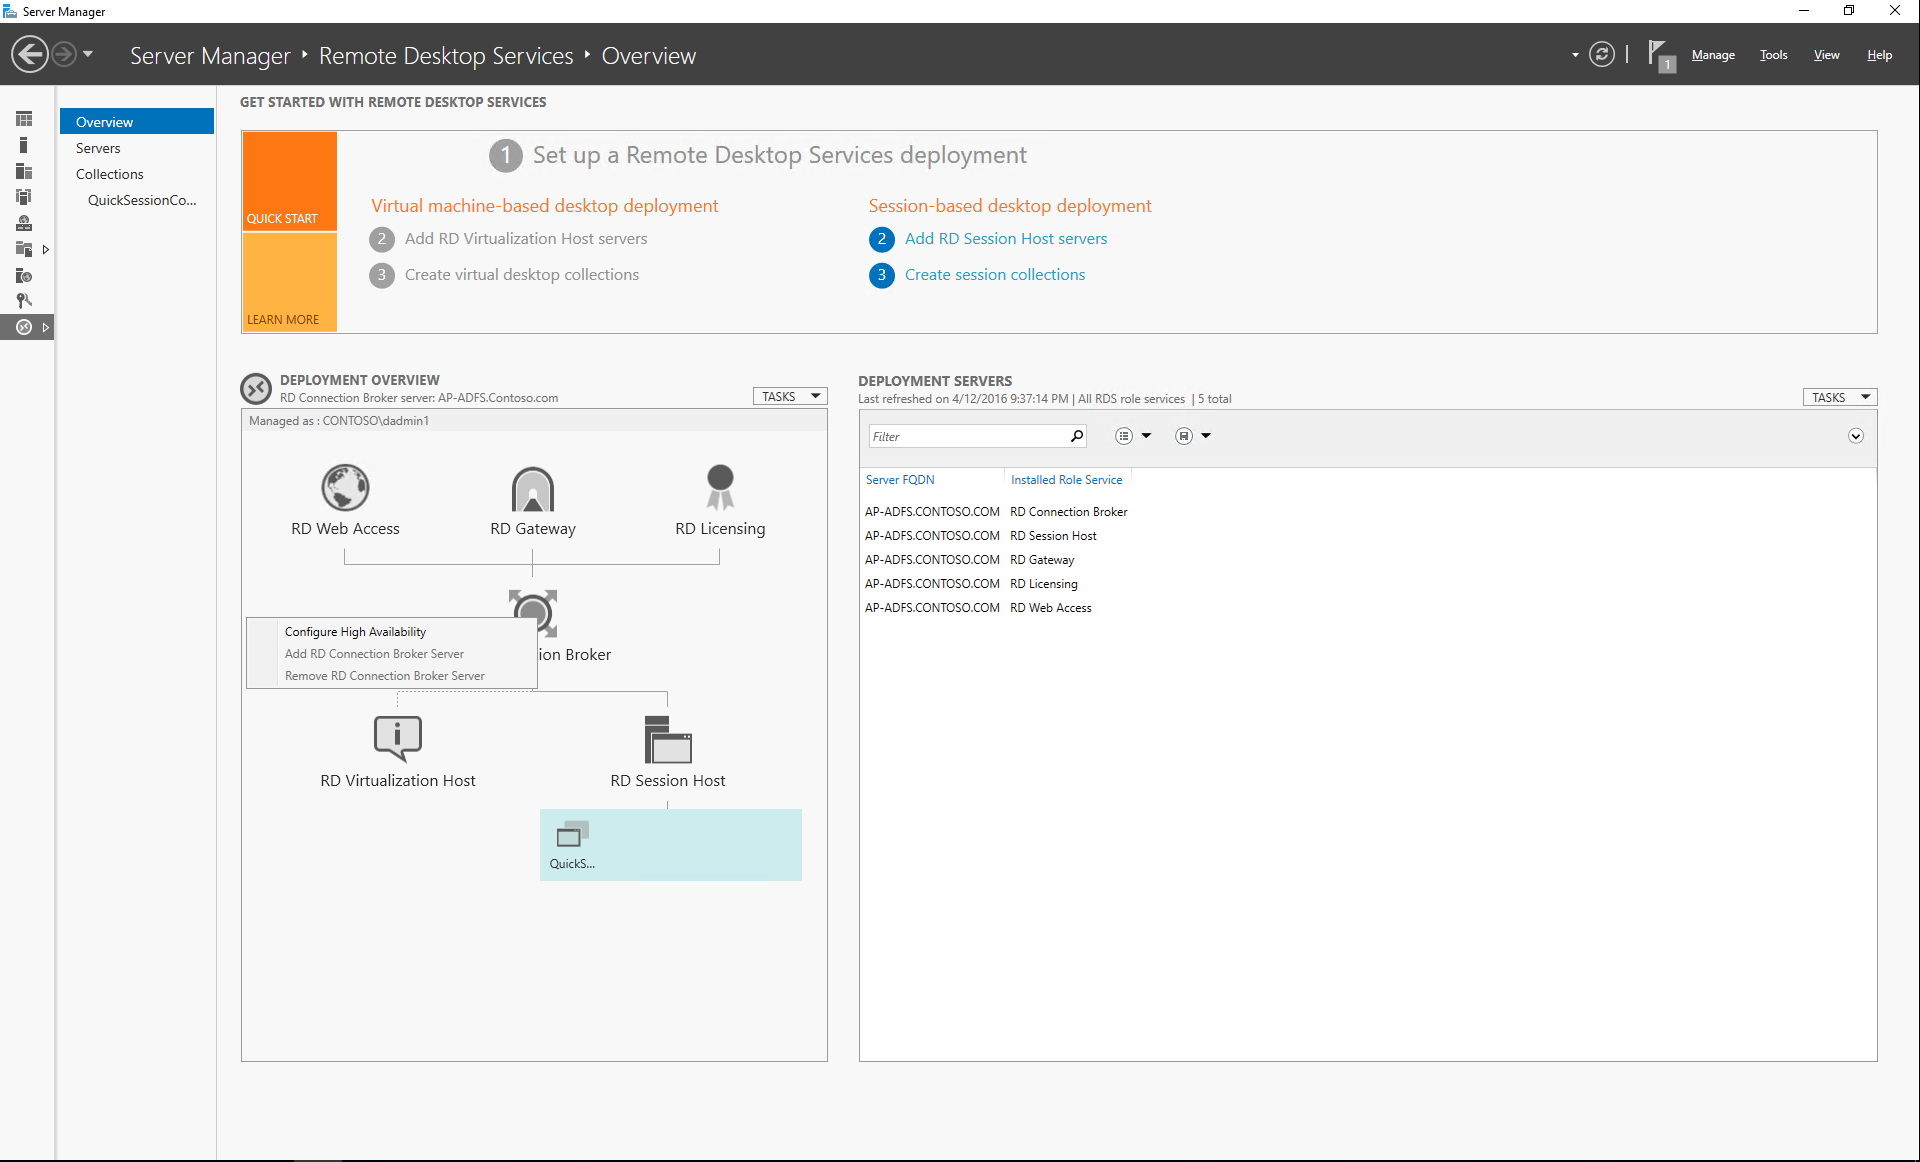 Server Manager
Server Manager ‣ Remote Desktop Services ‣ Overview
1
Manage
Tools
View
Help
Overview
Servers
Collections
QuickSessionCo...
GET STARTED WITH REMOTE DESKTOP SERVICES
QUICK START
LEARN MORE
1 Set up a Remote Desktop Services deployment
Virtual machine-based desktop deployment
2 Add RD Virtualization Host servers
3 Create virtual desktop collections
Session-based desktop deployment
2 Add RD Session Host servers
3 Create session collections
DEPLOYMENT OVERVIEW
RD Connection Broker server: AP-ADFS.Contoso.com
TASKS
Managed as : CONTOSO\dadmin1
RD Web Access
RD Gateway
RD Licensing
ion Broker
Configure High Availability
Add RD Connection Broker Server
Remove RD Connection Broker Server
RD Virtualization Host
RD Session Host
QuickS...
DEPLOYMENT SERVERS
Last refreshed on 4/12/2016 9:37:14 PM | All RDS role services | 5 total
TASKS
Filter
Server FQDN Installed Role Service
AP-ADFS.CONTOSO.COM RD Connection Broker
AP-ADFS.CONTOSO.COM RD Session Host
AP-ADFS.CONTOSO.COM RD Gateway
AP-ADFS.CONTOSO.COM RD Licensing
AP-ADFS.CONTOSO.COM RD Web Access